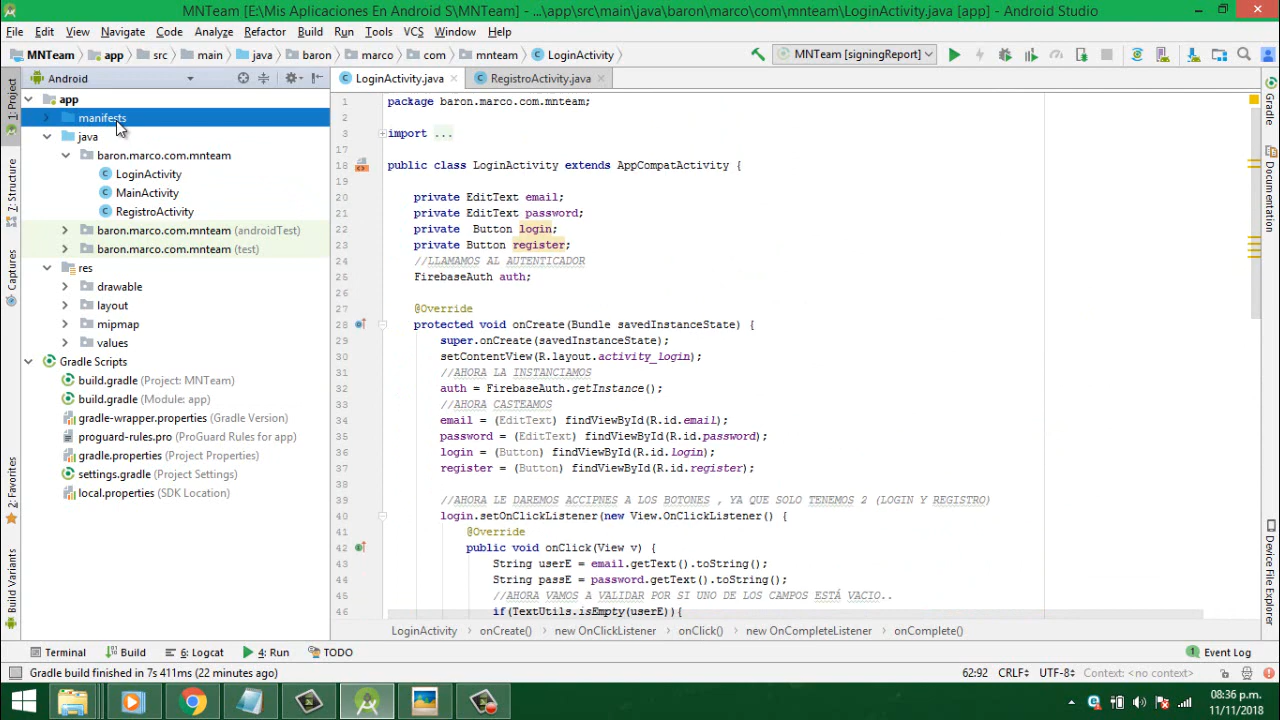 MNTeam [E:\Mis Aplicaciones En Android S\MNTeam] - ...\app\src\main\java\baron\marco\com\mnteam\LoginActivity.java [app] - Android Studio
File Edit View Navigate Code Analyze Refactor Build Run Tools VCS Window Help
MNTeam app src main java baron marco com mnteam LoginActivity MNTeam [signingReport]
Android
LoginActivity.java RegistroActivity.java
1: Project
Z: Structure
Captures
2: Favorites
Build Variants
app
manifests
java
baron.marco.com.mnteam
LoginActivity
MainActivity
RegistroActivity
baron.marco.com.mnteam (androidTest)
baron.marco.com.mnteam (test)
res
drawable
layout
mipmap
values
Gradle Scripts
build.gradle (Project: MNTeam)
build.gradle (Module: app)
gradle-wrapper.properties (Gradle Version)
proguard-rules.pro (ProGuard Rules for app)
gradle.properties (Project Properties)
settings.gradle (Project Settings)
local.properties (SDK Location)
1 package baron.marco.com.mnteam;
2
3 import ...
17
18 public class LoginActivity extends AppCompatActivity {
19
20 private EditText email;
21 private EditText password;
22 private  Button login;
23 private Button register;
24 //LLAMAMOS AL AUTENTICADOR
25 FirebaseAuth auth;
26
27 @Override
28 protected void onCreate(Bundle savedInstanceState) {
29 super.onCreate(savedInstanceState);
30 setContentView(R.layout.activity_login);
31 //AHORA LA INSTANCIAMOS
32 auth = FirebaseAuth.getInstance();
33 //AHORA CASTEAMOS
34 email = (EditText) findViewById(R.id.email);
35 password = (EditText) findViewById(R.id.password);
36 login = (Button) findViewById(R.id.login);
37 register = (Button) findViewById(R.id.register);
38
39 //AHORA LE DAREMOS ACCIPNES A LOS BOTONES , YA QUE SOLO TENEMOS 2 (LOGIN Y REGISTRO)
40 login.setOnClickListener(new View.OnClickListener() {
41 @Override
42 public void onClick(View v) {
43 String userE = email.getText().toString();
44 String passE = password.getText().toString();
45 //AHORA VAMOS A VALIDAR POR SI UNO DE LOS CAMPOS ESTÁ VACIO..
46 if(TextUtils.isEmpty(userE)){
Gradle
Documentation
Device File Explorer
LoginActivity onCreate() new OnClickListener onClick() new OnCompleteListener onComplete()
Terminal Build 6: Logcat 4: Run TODO 1 Event Log
Gradle build finished in 7s 411ms (22 minutes ago) 62:92 CRLF UTF-8 Context: <no context>
08:36 p.m.
11/11/2018